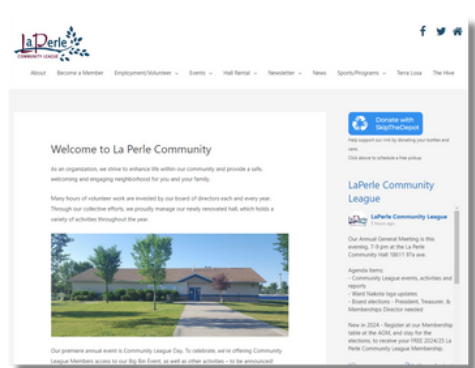 LaPerle
COMMUNITY LEAGUE
About Become a Member Employment/Volunteer Events Hall Rental Newsletter News Sports/Programs Terra Losa The Hive
Donate with
SkipTheDepot
Help support our rink by donating your bottles and
cans
Click above to schedule a free pickup
Welcome to La Perle Community
As an organization, we strive to enhance life within our community and provide a safe,
welcoming and engaging neighborhood for you and your family.
Many hours of volunteer work are invested by our board of directors each and every year.
Through our collective efforts, we proudly manage our newly renovated hall, which holds a
variety of activities throughout the year.
Our premiere annual event is Community League Day. To celebrate, we're offering Community
League Members access to our Big Bin Event, as well as other activities – to be announced!
LaPerle Community
League
LaPerle Community League
3 hours ago
Our Annual General Meeting is this
evening, 7-9 pm at the La Perle
Community Hall 18611 97a ave.
Agenda items:
- Community League events, activities and
reports
- Ward Nakota Isga updates
- Board elections - President, Treasurer, &
Memberships Director needed
New in 2024 - Register at our Membership
table at the AGM, and stay for the
elections, to receive your FREE 2024/25 La
Perle Community League Membership.